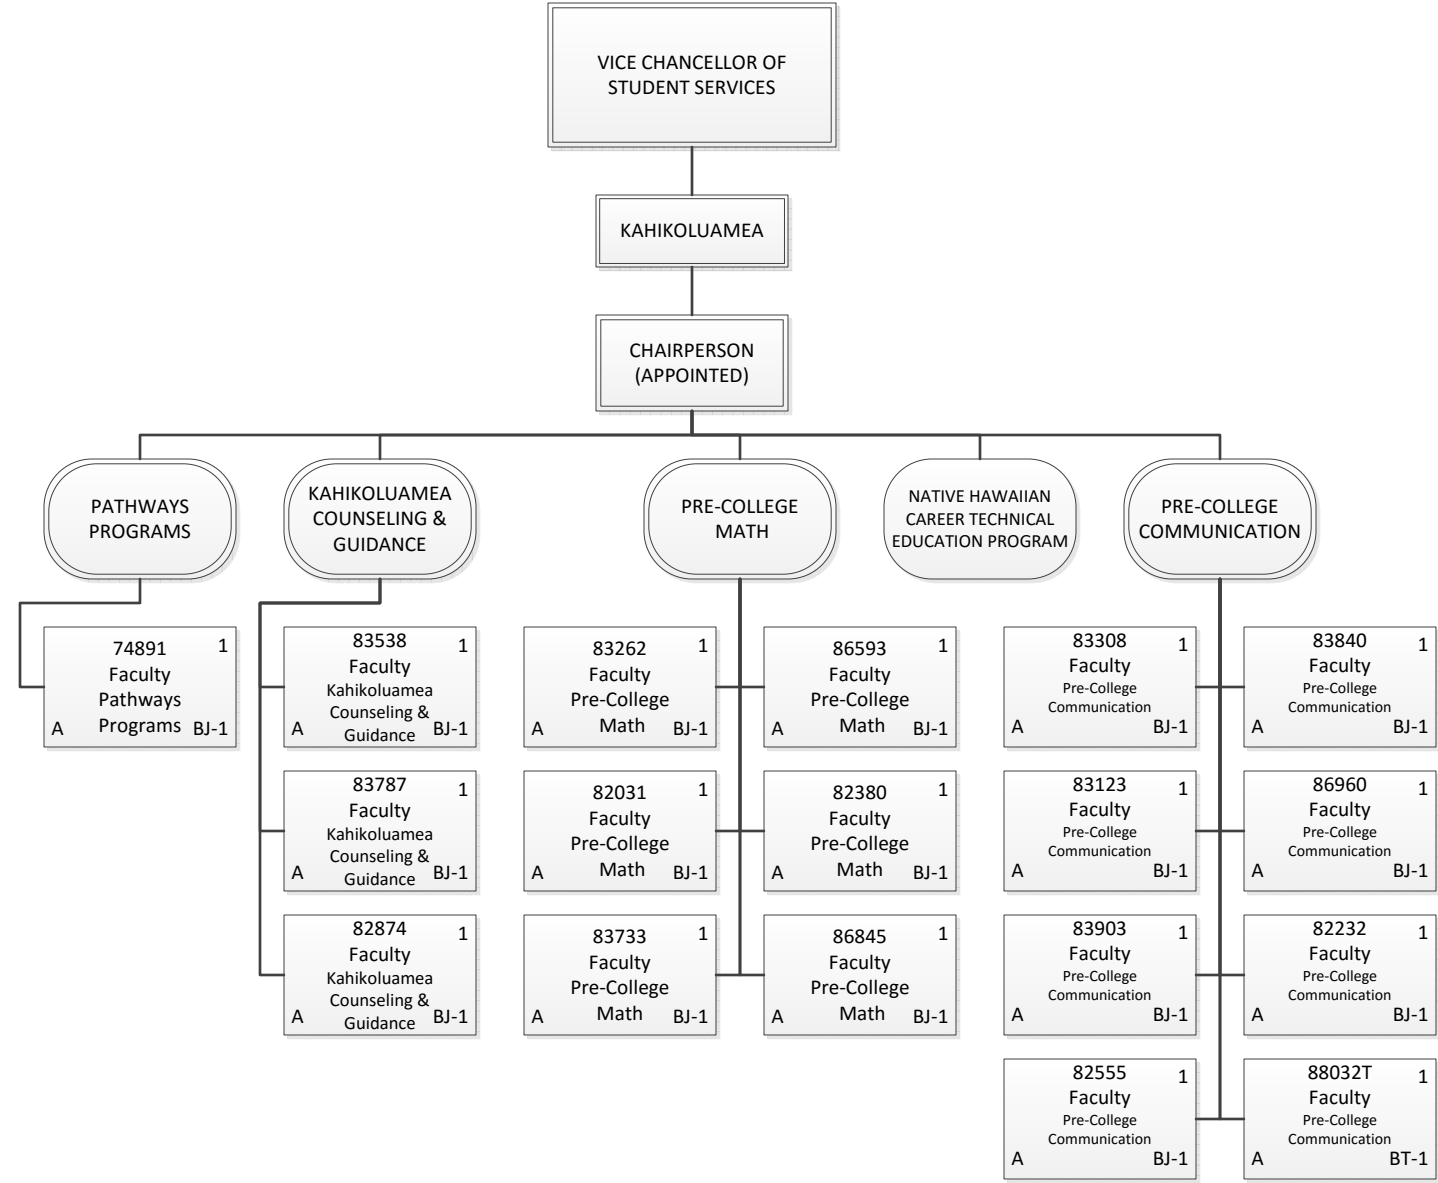 VICE CHANCELLOR OF
STUDENT SERVICES
KAHIKOLUAMEA
CHAIRPERSON
(APPOINTED)
PATHWAYS
PROGRAMS
KAHIKOLUAMEA
COUNSELING &
GUIDANCE
PRE-COLLEGE
MATH
NATIVE HAWAIIAN
CAREER TECHNICAL
EDUCATION PROGRAM
PRE-COLLEGE
COMMUNICATION
74891 1
Faculty
Pathways
A Programs BJ-1
83538 1
Faculty
Kahikoluamea
Counseling &
A Guidance BJ-1
83262 1
Faculty
Pre-College
A Math BJ-1
86593 1
Faculty
Pre-College
A Math BJ-1
83308 1
Faculty
Pre-College
Communication
A BJ-1
83840 1
Faculty
Pre-College
Communication
A BJ-1
83787 1
Faculty
Kahikoluamea
Counseling &
A Guidance BJ-1
82031 1
Faculty
Pre-College
A Math BJ-1
82380 1
Faculty
Pre-College
A Math BJ-1
83123 1
Faculty
Pre-College
Communication
A BJ-1
86960 1
Faculty
Pre-College
Communication
A BJ-1
82874 1
Faculty
Kahikoluamea
Counseling &
A Guidance BJ-1
83733 1
Faculty
Pre-College
A Math BJ-1
86845 1
Faculty
Pre-College
A Math BJ-1
83903 1
Faculty
Pre-College
Communication
A BJ-1
82232 1
Faculty
Pre-College
Communication
A BJ-1
82555 1
Faculty
Pre-College
Communication
A BJ-1
88032T 1
Faculty
Pre-College
Communication
A BT-1